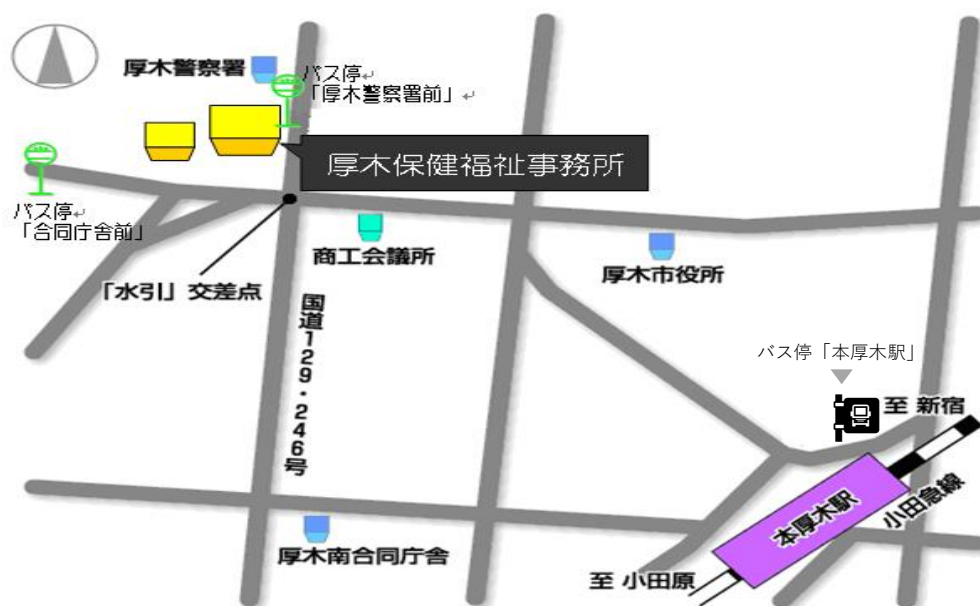 厚木警察署
バス停↵
「厚木警察署前」↵
厚木保健福祉事務所
バス停↵
「合同庁舎前」
商工会議所
厚木市役所
「水引」交差点
国道129・246号
バス停「本厚木駅」
至 新宿
本厚木駅
小田急線
厚木南合同庁舎
至 小田原